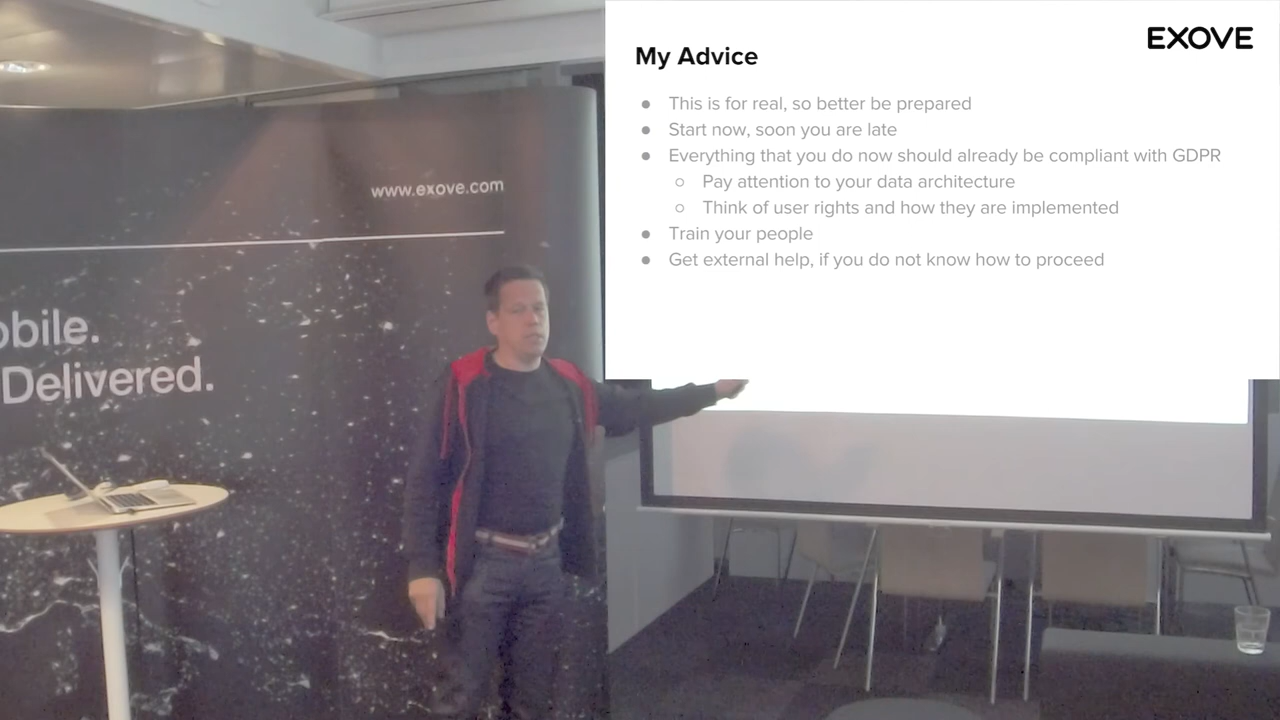 www.exove.com
obile.
Delivered.
EXOVE
My Advice
● This is for real, so better be prepared
● Start now, soon you are late
● Everything that you do now should already be compliant with GDPR
○ Pay attention to your data architecture
○ Think of user rights and how they are implemented
● Train your people
● Get external help, if you do not know how to proceed